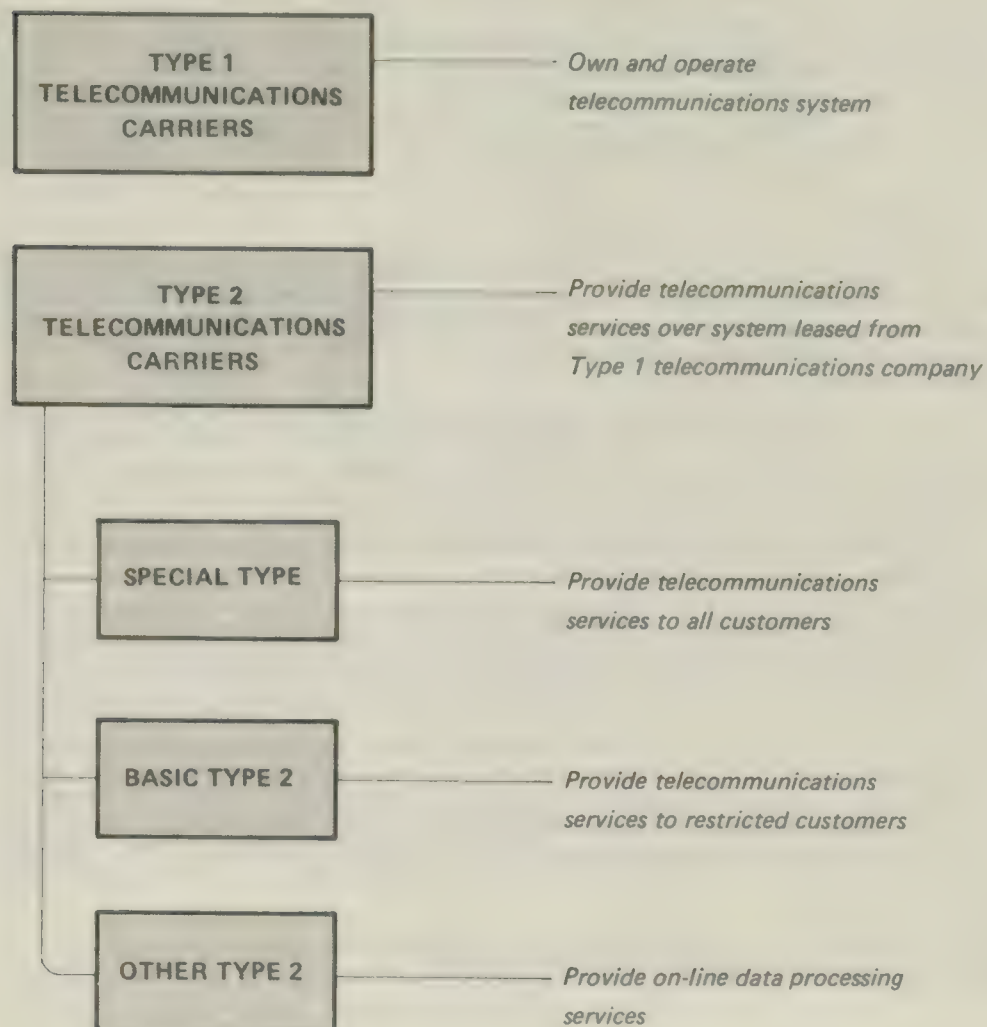 TYPE 1
TELECOMMUNICATIONS
CARRIERS
Own and operate
telecommunications system
TYPE 2
TELECOMMUNICATIONS
CARRIERS
Provide telecommunications
services over system leased from
Type 1 telecommunications company
SPECIAL TYPE
Provide telecommunications
services to all customers
BASIC TYPE 2
Provide telecommunications
services to restricted customers
OTHER TYPE 2
Provide on-line data processing
services